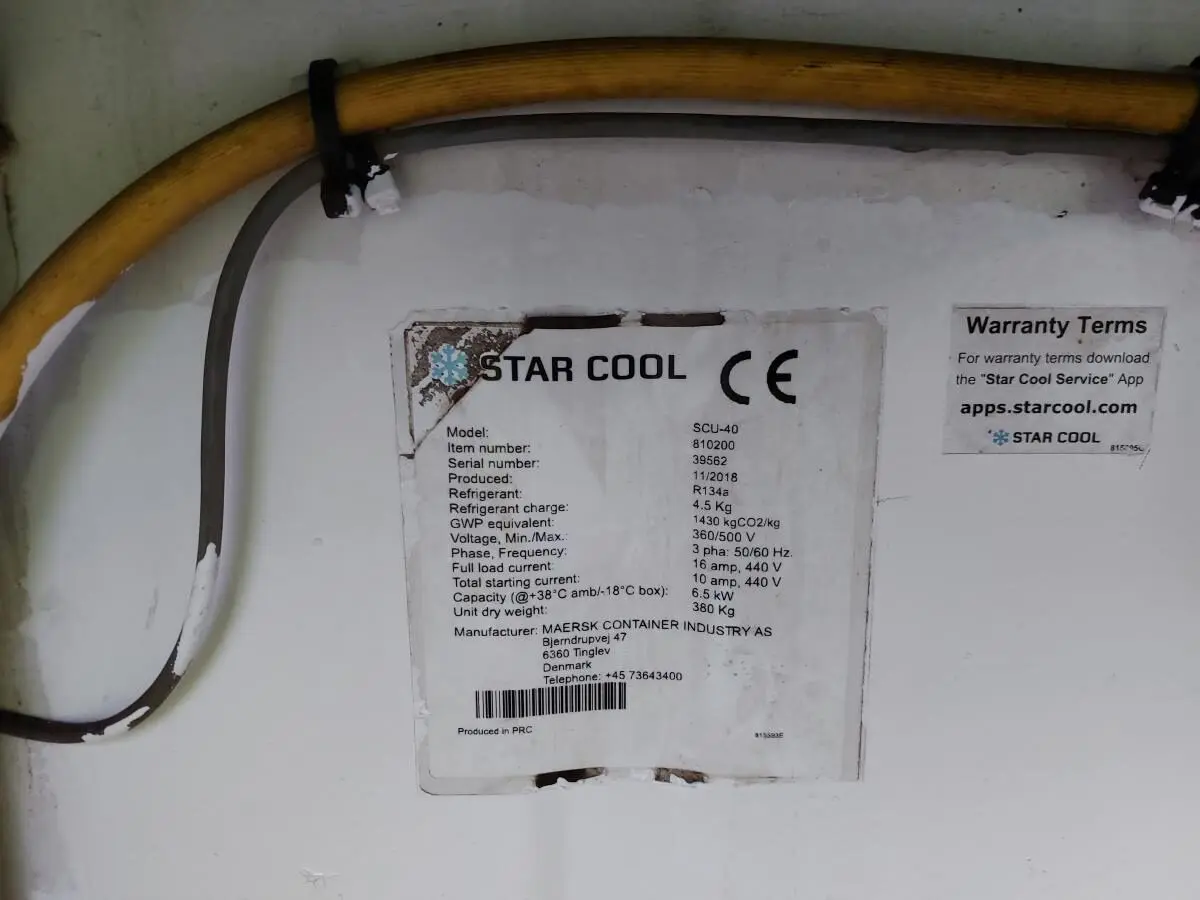 STAR COOL CE
Model: SCU-40
Item number: 810200
Serial number: 39562
Produced: 11/2018
Refrigerant: R134a
Refrigerant charge: 4.5 Kg
GWP equivalent: 1430 kgCO2/kg
Voltage, Min./Max.: 360/500 V
Phase, Frequency: 3 pha: 50/60 Hz.
Full load current: 16 amp, 440 V
Total starting current: 10 amp, 440 V
Capacity (@+38°C amb/-18°C box): 6.5 kW
Unit dry weight: 380 Kg
Manufacturer: MAERSK CONTAINER INDUSTRY AS
Bjerndrupvej 47
6360 Tinglev
Denmark
Telephone: +45 73643400
Produced in PRC
Warranty Terms
For warranty terms download
the "Star Cool Service" App
apps.starcool.com
STAR COOL